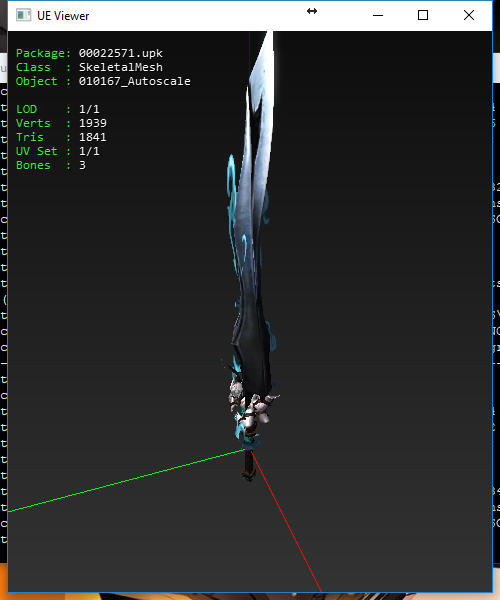 UE Viewer
Package: 00022571.upk
Class : SkeletalMesh
Object : 010167_Autoscale
LOD : 1/1
Verts : 1939
Tris : 1841
UV Set : 1/1
Bones : 3